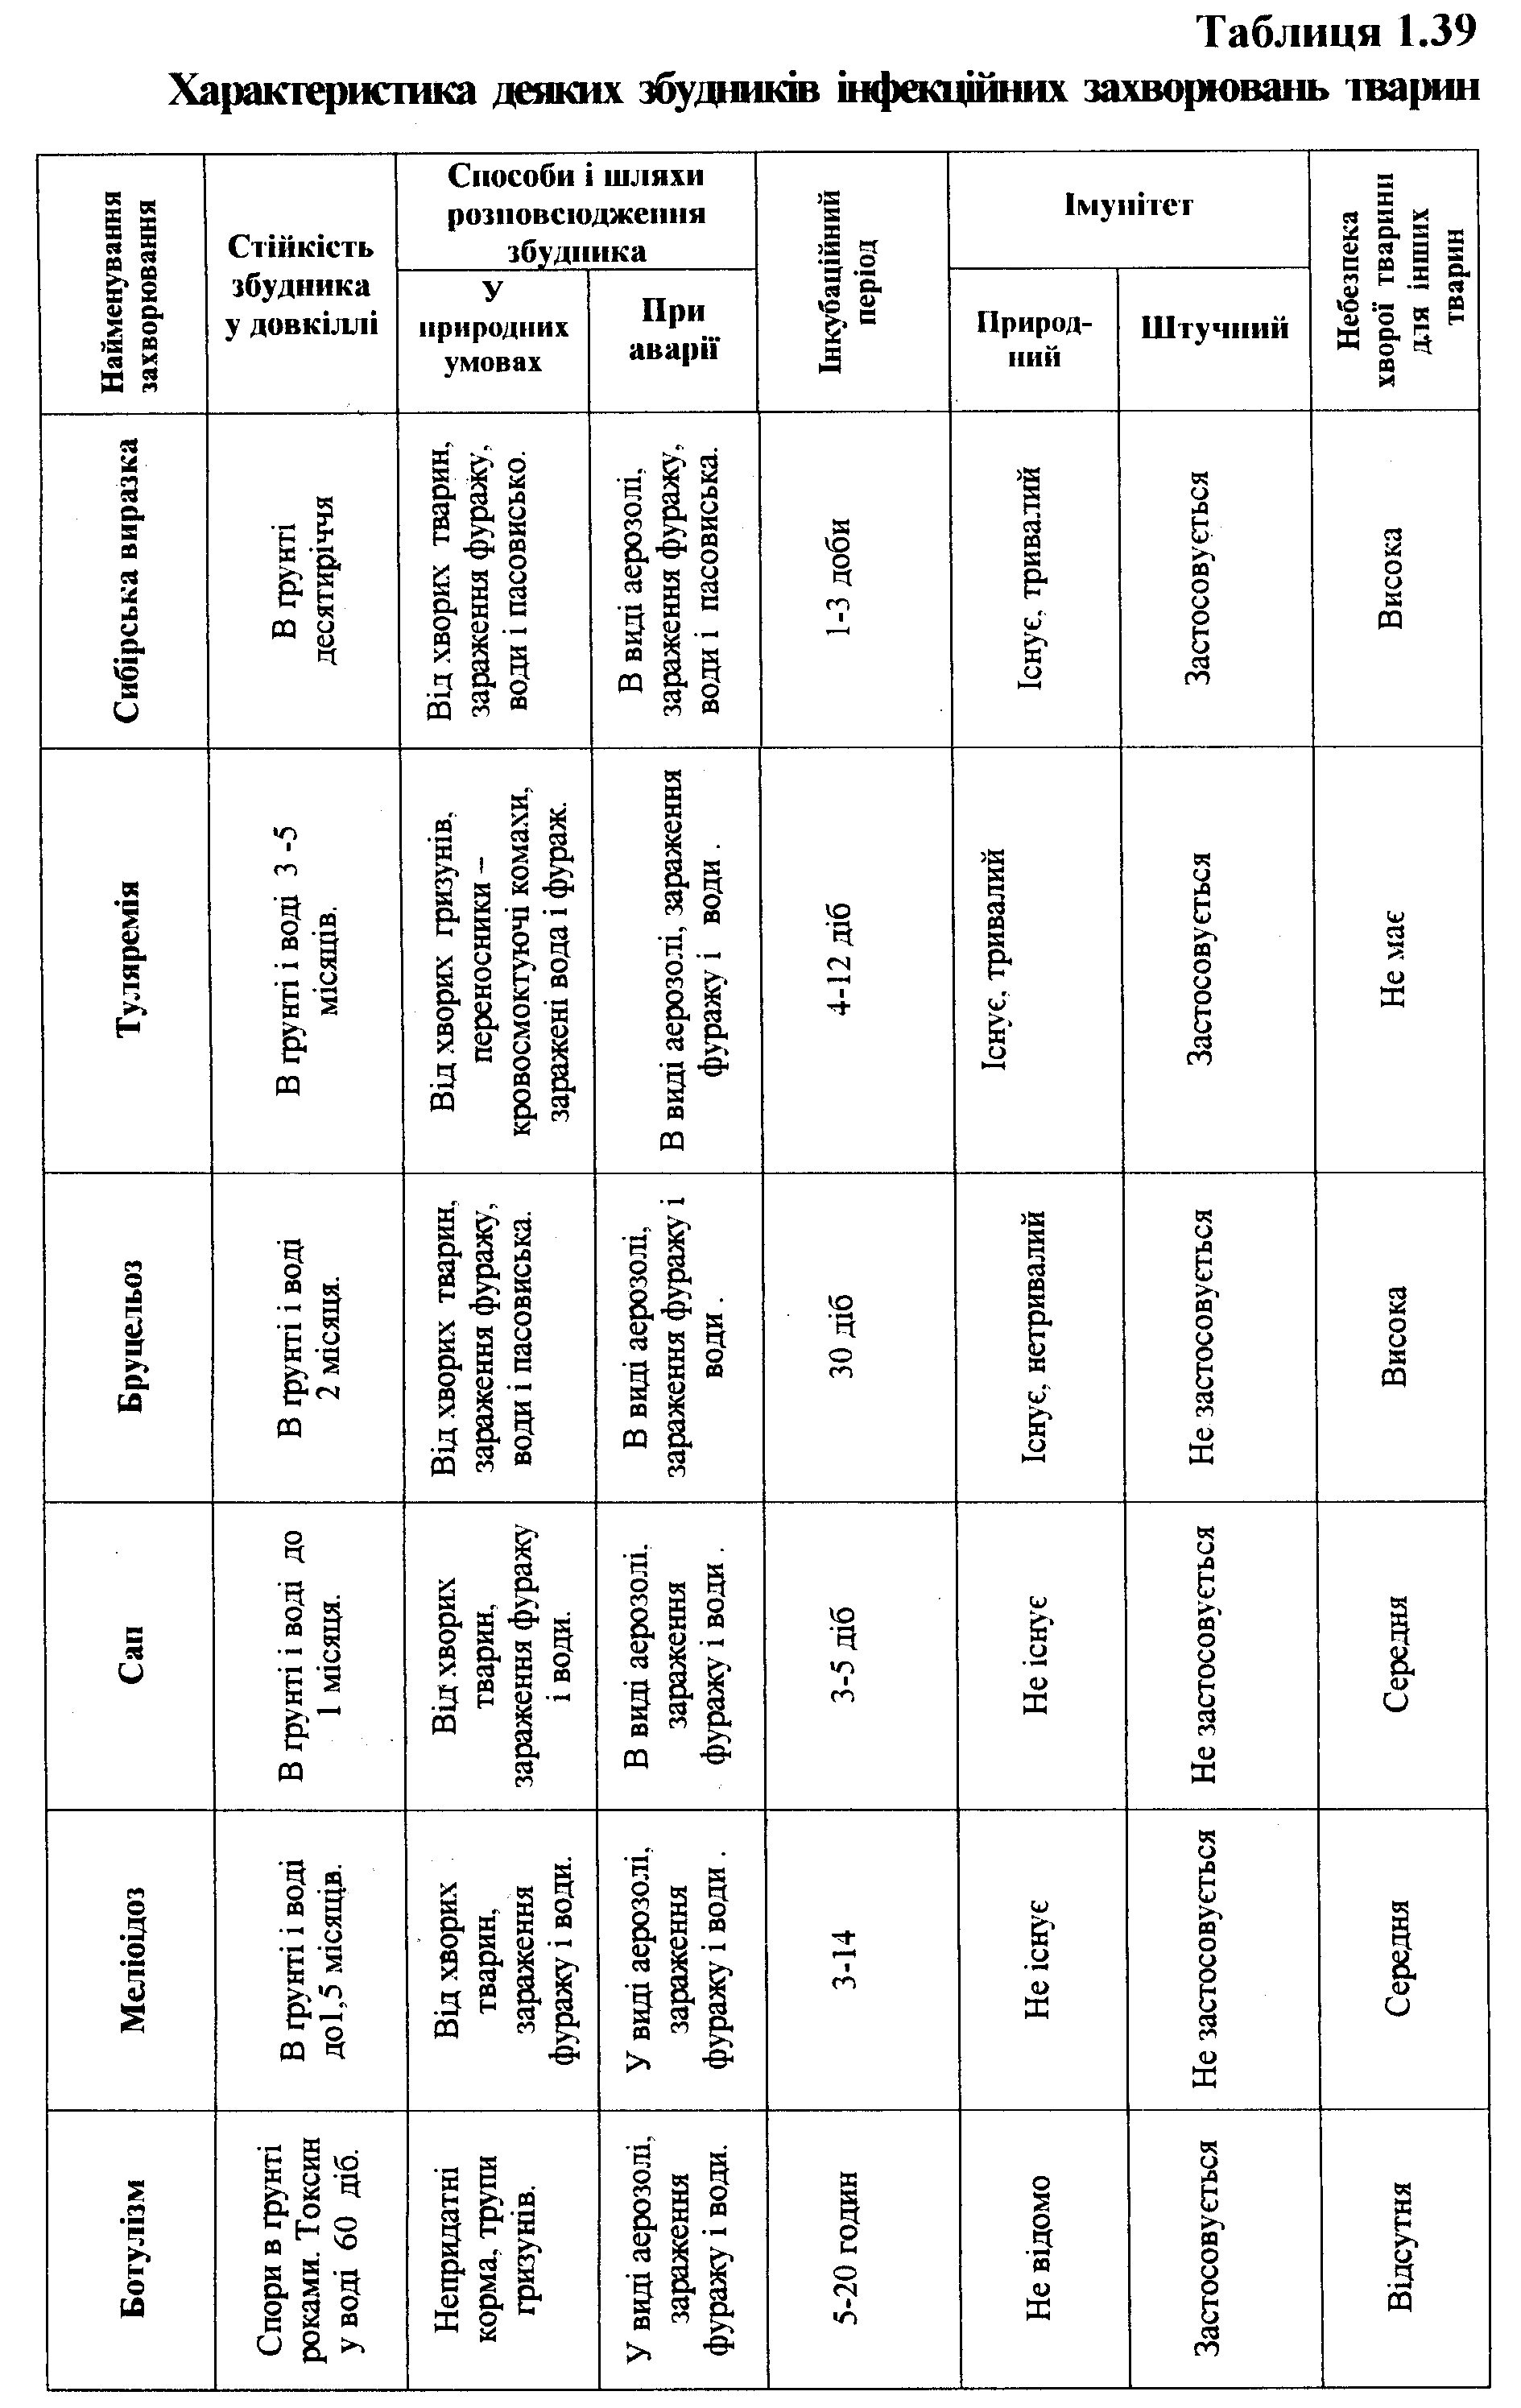 Таблиця 1.39
Характеристика деяких збудників інфекційних захворювань тварин
Найменування
захворювання
Стійкість
збудника
у довкіллі
Способи і шляхи
розповсюдження
збудника
У
природних
умовах
При
аварії
Інкубаційний
період
Імунітет
Природ-
ний
Штучний
Небезпека
хворої тварини
для інших
тварин
Сибірська виразка
В грунті
десятиріччя
Від хворих тварин,
зараження фуражу,
води і пасовисько.
В виді аерозолі,
зараження фуражу,
води і пасовиська.
1-3 доби
Існує, тривалий
Застосовується
Висока
Туляремія
В грунті і воді 3 -5
місяців.
Від хворих гризунів,
переносники –
кровосмоктуючі комахи,
заражені вода і фураж.
В виді аерозолі, зараження
фуражу і води .
4-12 діб
Існує, тривалий
Застосовується
Не має
Бруцельоз
В грунті і воді
2 місяця.
Від хворих тварин,
зараження фуражу,
води і пасовиська.
В виді аерозолі,
зараження фуражу і
води .
30 діб
Існує, нетривалий
Не застосовується
Висока
Сап
В грунті і воді до
1 місяця.
Від хворих
тварин,
зараження фуражу
і води.
В виді аерозолі.
зараження
фуражу і води .
3-5 діб
Не існує
Не застосовується
Середня
Меліоідоз
В грунті і воді
до1,5 місяців.
Від хворих
тварин,
зараження
фуражу і води.
У виді аерозолі,
зараження
фуражу і води .
3-14
Не існує
Не застосовується
Середня
Ботулізм
Спори в грунті
роками. Токсин
у воді 60 діб.
Непридатні
корма, трупи
гризунів.
У виді аерозолі,
зараження
фуражу і води.
5-20 годин
Не відомо
Застосовується
Відсутня